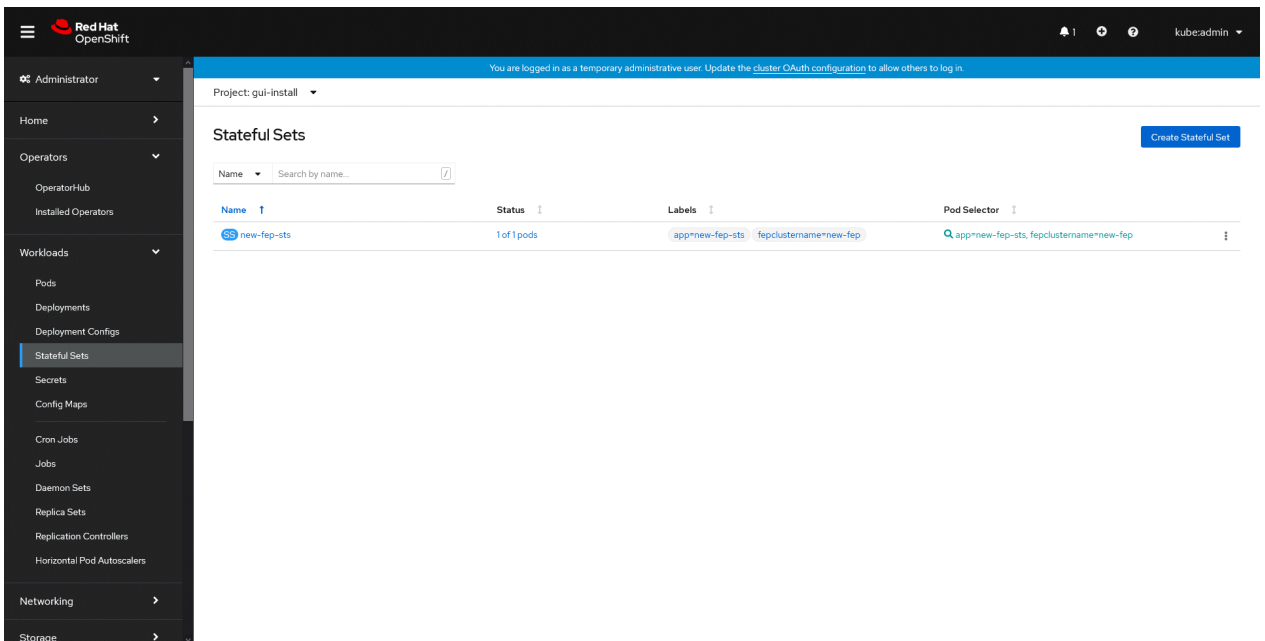 Red Hat
OpenShift
1
kube:admin
Administrator
You are logged in as a temporary administrative user. Update the cluster OAuth configuration to allow others to log in.
Project: gui-install
Home
Operators
OperatorHub
Installed Operators
Workloads
Pods
Deployments
Deployment Configs
Stateful Sets
Secrets
Config Maps
Cron Jobs
Jobs
Daemon Sets
Replica Sets
Replication Controllers
Horizontal Pod Autoscalers
Networking
Storage
Stateful Sets
Create Stateful Set
Name Search by name... /
Name Status Labels Pod Selector
SS new-fep-sts 1 of 1 pods app=new-fep-sts fepclustername=new-fep app=new-fep-sts, fepclustername=new-fep